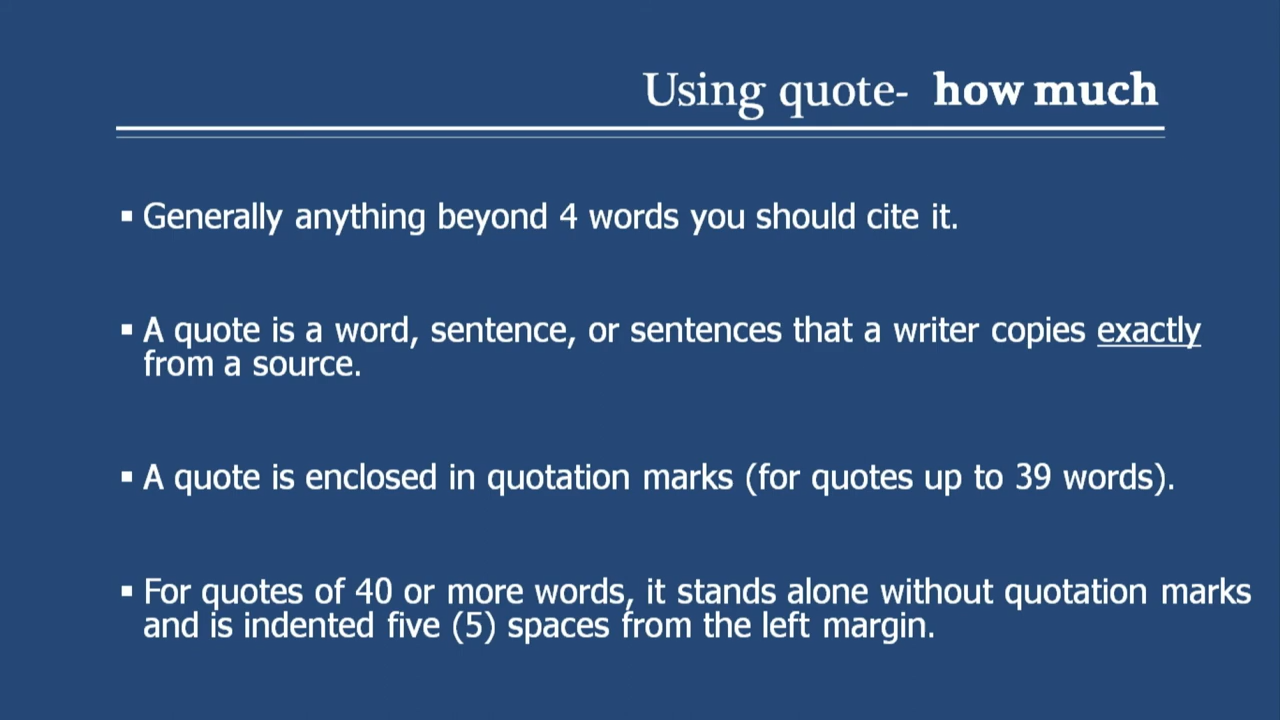 Using quote- how much
▪ Generally anything beyond 4 words you should cite it.
▪ A quote is a word, sentence, or sentences that a writer copies exactly
from a source.
▪ A quote is enclosed in quotation marks (for quotes up to 39 words).
▪ For quotes of 40 or more words, it stands alone without quotation marks
and is indented five (5) spaces from the left margin.